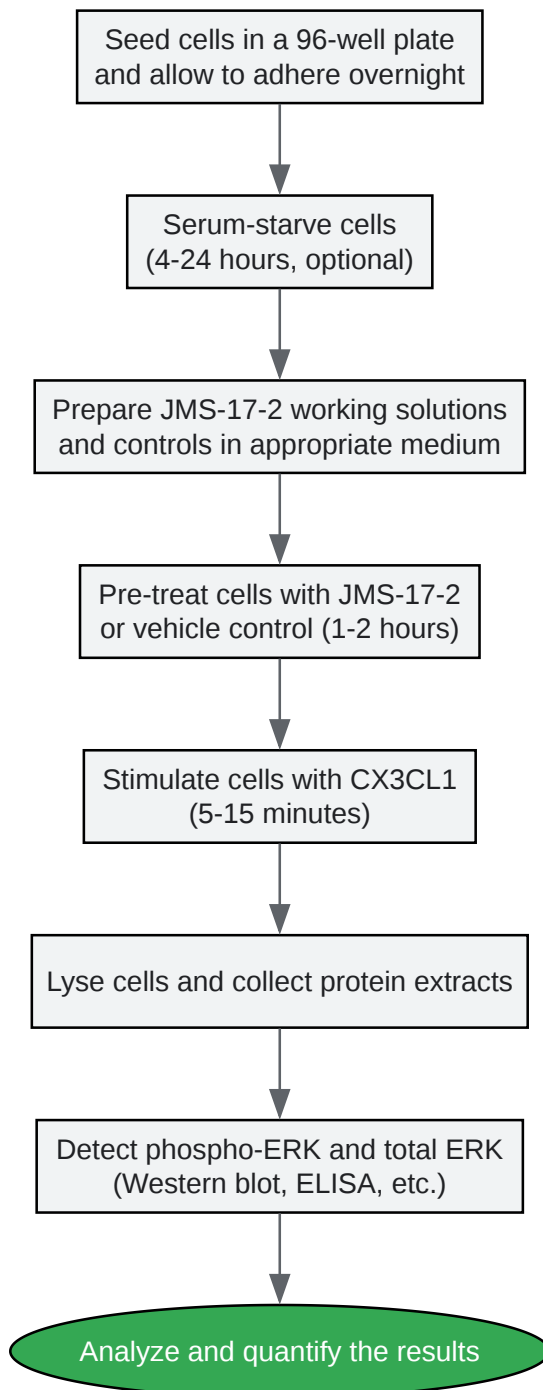 Seed cells in a 96-well plate
and allow to adhere overnight
Serum-starve cells
(4-24 hours, optional)
Prepare JMS-17-2 working solutions
and controls in appropriate medium
Pre-treat cells with JMS-17-2
or vehicle control (1-2 hours)
Stimulate cells with CX3CL1
(5-15 minutes)
Lyse cells and collect protein extracts
Detect phospho-ERK and total ERK
(Western blot, ELISA, etc.)
Analyze and quantify the results